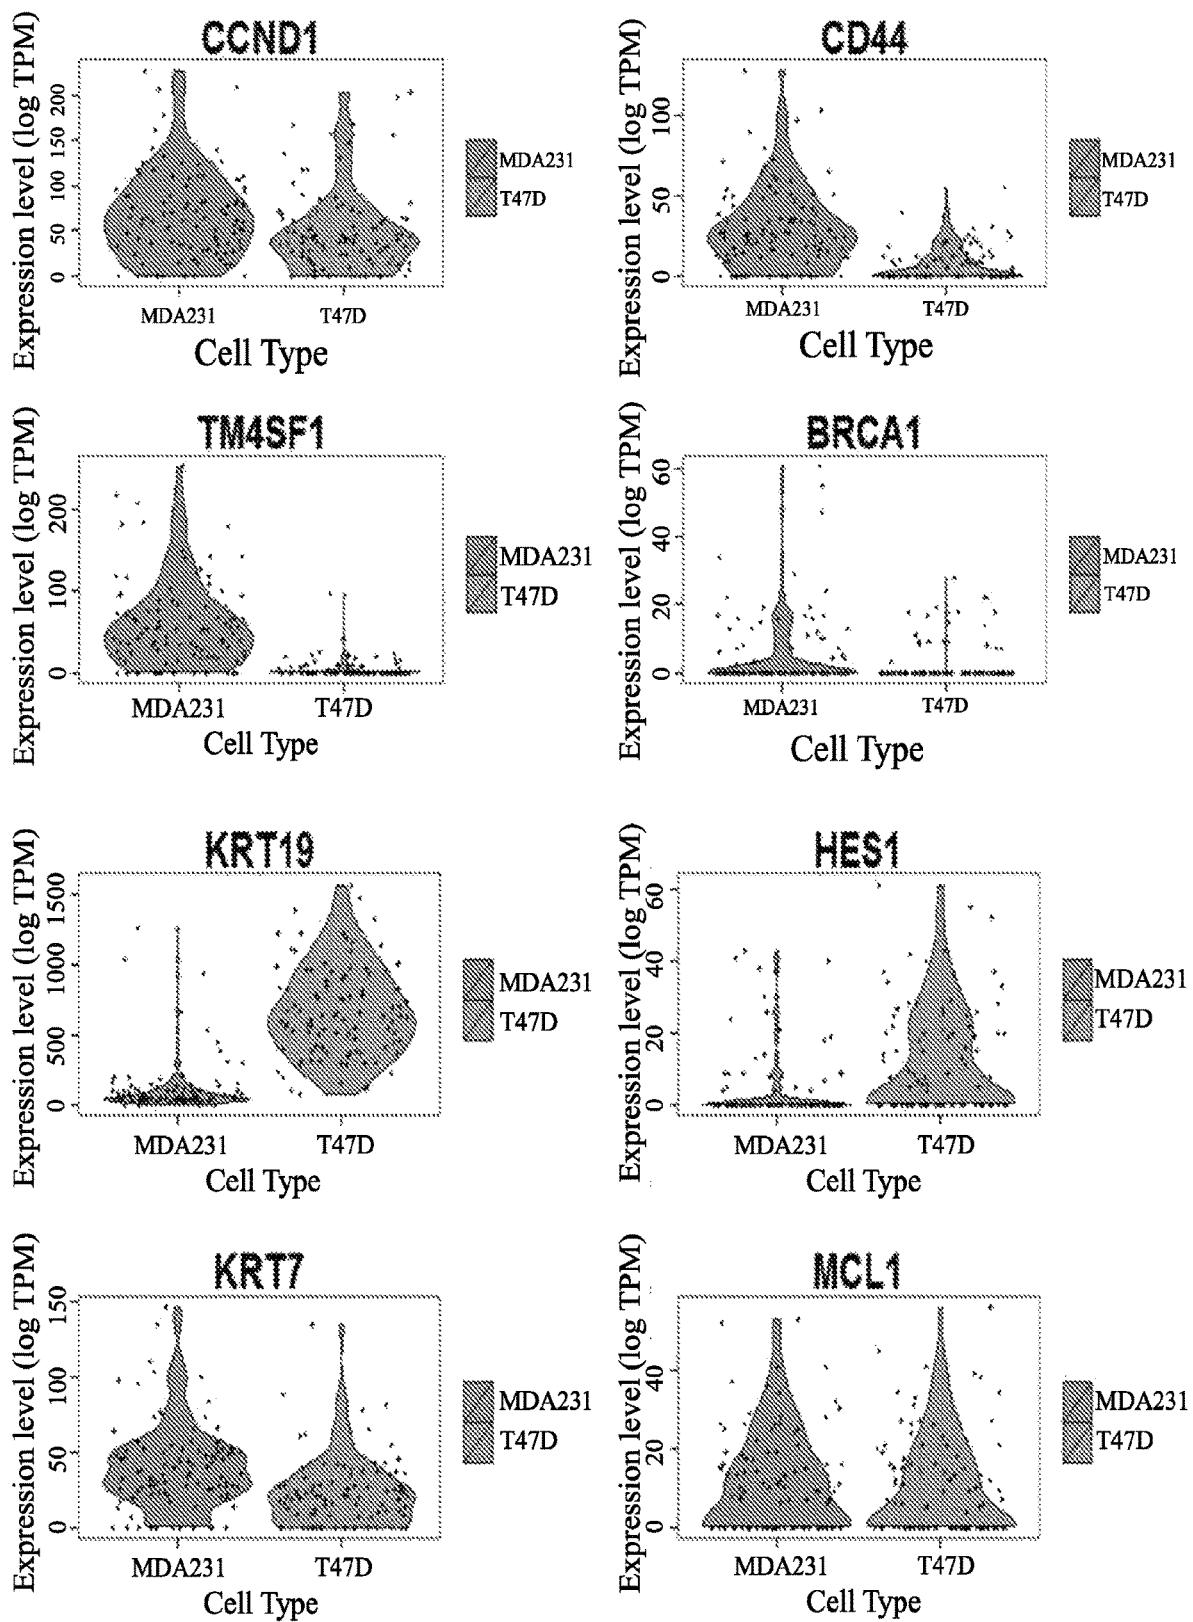 CCND1
Expression level (log TPM)
200
150
100
50
0
MDA231
T47D
Cell Type
MDA231
T47D
CD44
Expression level (log TPM)
100
50
0
MDA231
T47D
Cell Type
MDA231
T47D
TM4SF1
Expression level (log TPM)
200
100
0
MDA231
T47D
Cell Type
MDA231
T47D
BRCA1
Expression level (log TPM)
60
40
20
0
MDA231
T47D
Cell Type
MDA231
T47D
KRT19
Expression level (log TPM)
1500
1000
500
0
MDA231
T47D
Cell Type
MDA231
T47D
HES1
Expression level (log TPM)
60
40
20
0
MDA231
T47D
Cell Type
MDA231
T47D
KRT7
Expression level (log TPM)
150
100
50
0
MDA231
T47D
Cell Type
MDA231
T47D
MCL1
Expression level (log TPM)
40
20
0
MDA231
T47D
Cell Type
MDA231
T47D